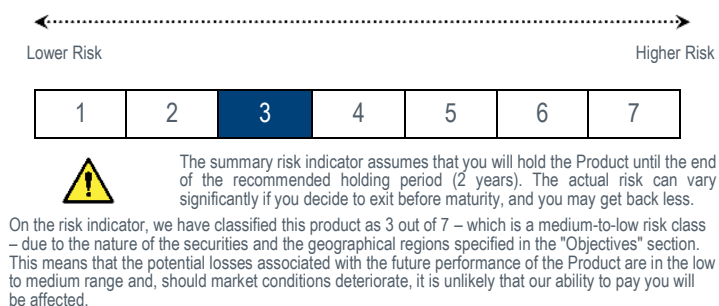 Lower Risk
Higher Risk
1 2 3 4 5 6 7
The summary risk indicator assumes that you will hold the Product until the end
of the recommended holding period (2 years). The actual risk can vary
significantly if you decide to exit before maturity, and you may get back less.
On the risk indicator, we have classified this product as 3 out of 7 – which is a medium-to-low risk class
– due to the nature of the securities and the geographical regions specified in the "Objectives" section.
This means that the potential losses associated with the future performance of the Product are in the low
to medium range and, should market conditions deteriorate, it is unlikely that our ability to pay you will
be affected.